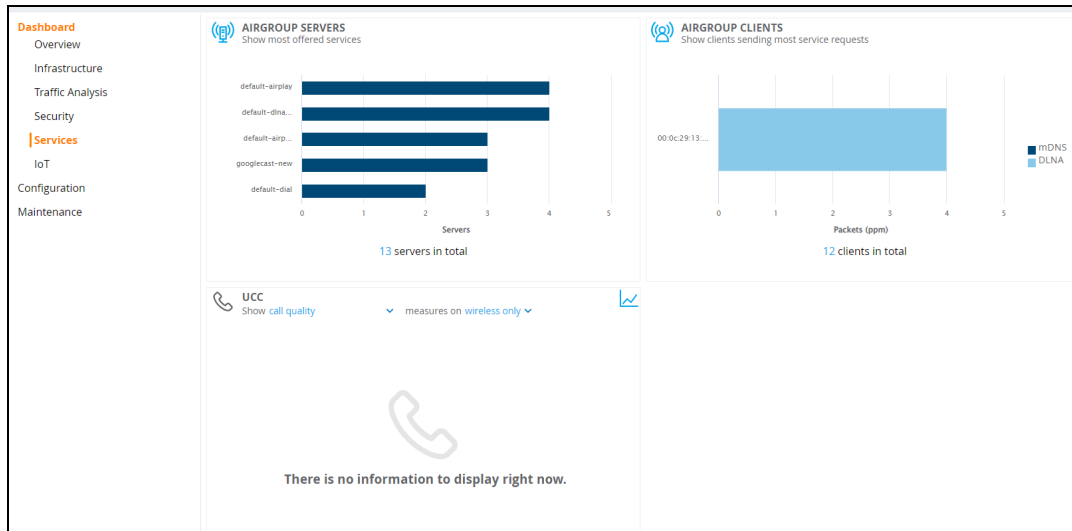 Dashboard
Overview
Infrastructure
Traffic Analysis
Security
Services
IoT
Configuration
Maintenance
AIRGROUP SERVERS
Show most offered services
default-airplay
default-dlna...
default-airp...
googlecast-new
default-dial
0 1 2 3 4 5
Servers
13 servers in total
AIRGROUP CLIENTS
Show clients sending most service requests
00:0c:29:13:...
mDNS
DLNA
0 1 2 3 4 5
Packets (ppm)
12 clients in total
UCC
Show call quality measures on wireless only
There is no information to display right now.